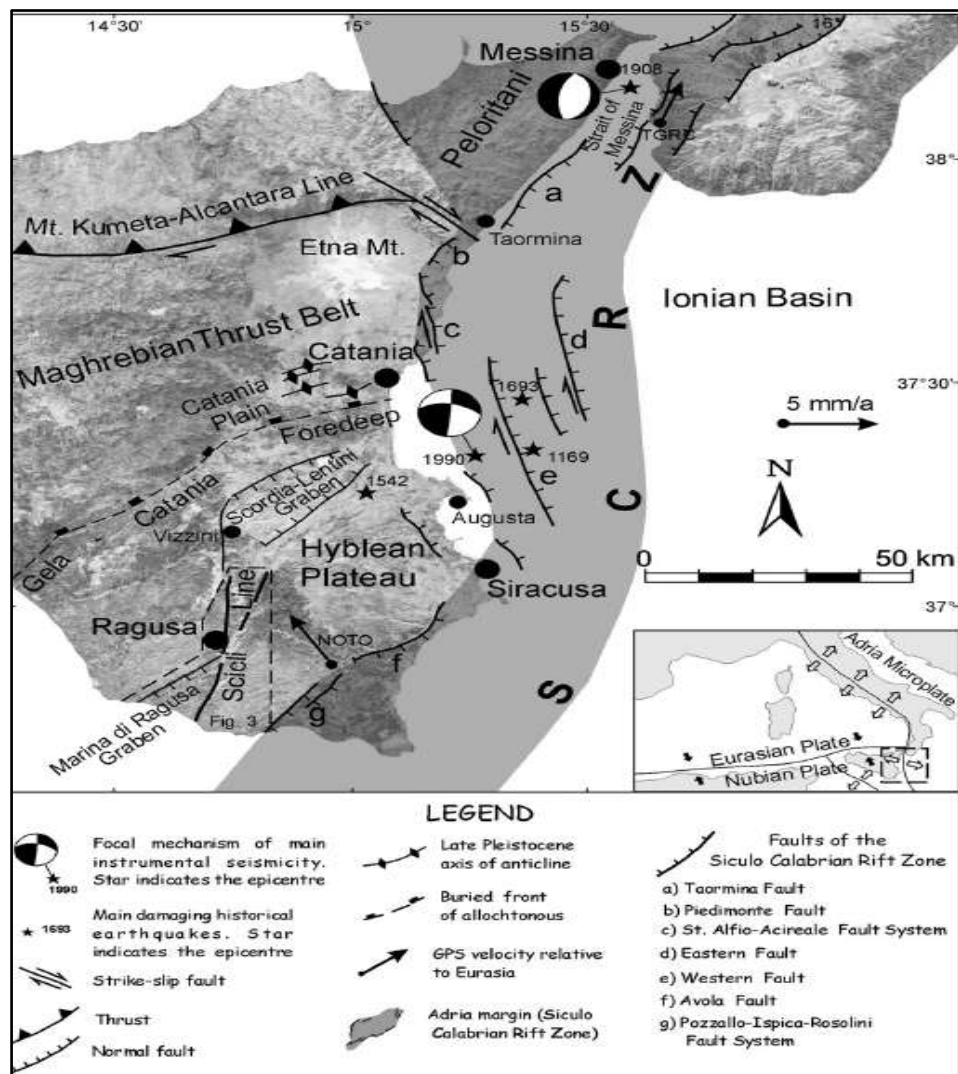 14°30'
15°
15°30'
16°
Messina
1908
Peloritani
Strait of
Messina
TGRC
38°
Z
a
Mt. Kumeta-Alcantara Line
Taormina
Etna Mt.
b
Ionian Basin
R
Maghrebian Thrust Belt
c
d
Catania
1693
37°30'
Catania
Plain
5 mm/a
Foredeep
1990
1169
N
Scordia-Lentini
Graben
1542
e
Catania
C
Augusta
Vizzini
Gela
Hyblean
Plateau
0
50 km
Siracusa
Line
37°
Ragusa
NOTO
Scicli
f
S
g
Fig. 3
Marina di Ragusa
Graben
Adria Microplate
Eurasian Plate
Nubian Plate
LEGEND
Focal mechanism of main
instrumental seismicity.
Star indicates the epicentre
1990
Main damaging historical
earthquakes. Star
indicates the epicentre
1693
Strike-slip fault
Thrust
Normal fault
Late Pleistocene
axis of anticline
Buried front
of allochtonous
GPS velocity relative
to Eurasia
Adria margin (Siculo
Calabrian Rift Zone)
Faults of the
Siculo Calabrian Rift Zone
a) Taormina Fault
b) Piedimonte Fault
c) St. Alfio-Acireale Fault System
d) Eastern Fault
e) Western Fault
f) Avola Fault
g) Pozzallo-Ispica-Rosolini
Fault System